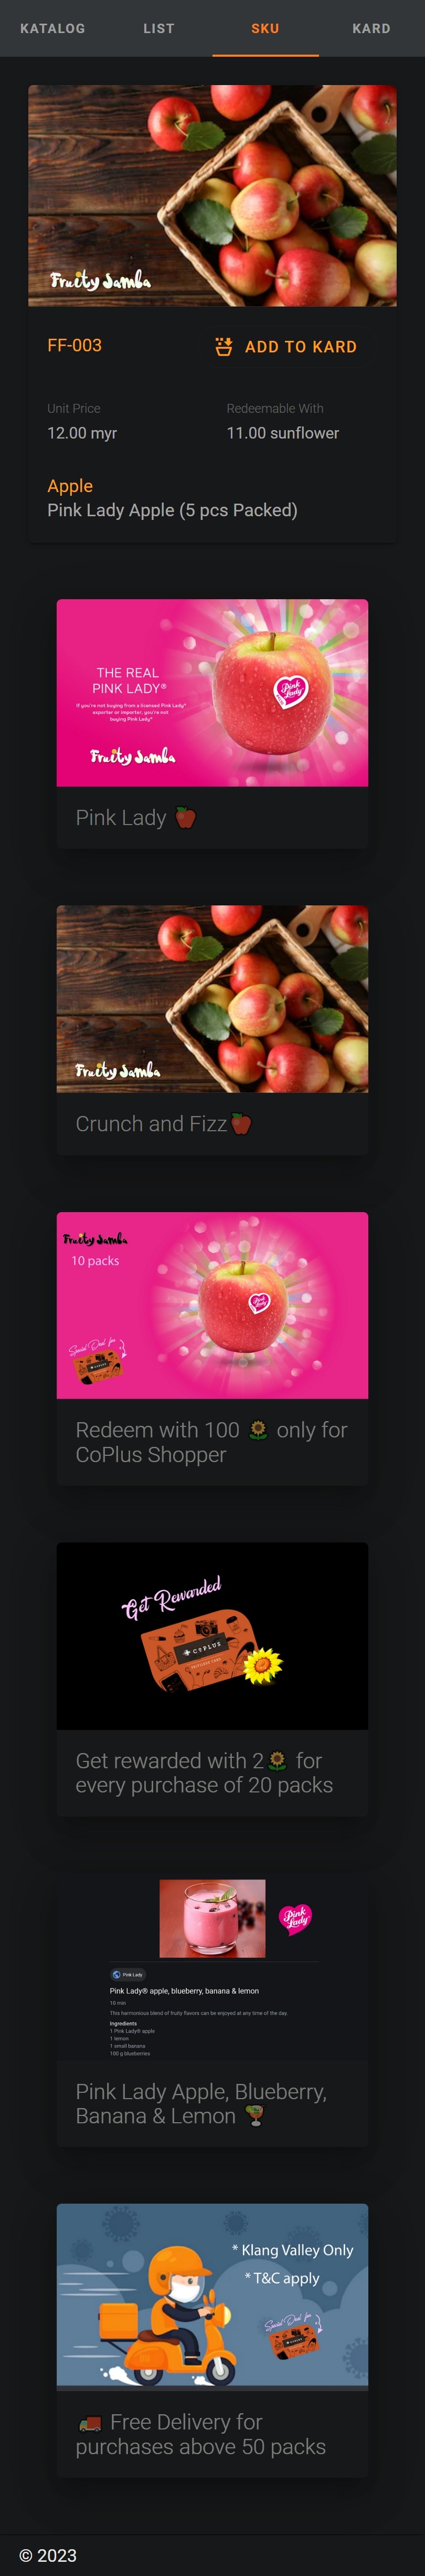 KATALOG LIST SKU KARD
Fruity Samba
FF-003 ADD TO KARD
Unit Price Redeemable With
12.00 myr 11.00 sunflower
Apple
Pink Lady Apple (5 pcs Packed)
THE REAL
PINK LADY®
If you're not buying from a licensed Pink Lady®
exporter or importer, you're not
buying Pink Lady®
Fruity Samba
Pink Lady
Pink Lady 🍎
Fruity Samba
Crunch and Fizz🍎
Fruity Samba
10 packs
Pink Lady
Special Deal for
COPLUS
Redeem with 100 🌻 only for
CoPlus Shopper
Get Rewarded
COPLUS
Get rewarded with 2🌻 for
every purchase of 20 packs
Pink Lady
Pink Lady
Pink Lady® apple, blueberry, banana & lemon
10 min
This harmonious blend of fruity flavors can be enjoyed at any time of the day.
Ingredients
1 Pink Lady® apple
1 lemon
1 small banana
100 g blueberries
Pink Lady Apple, Blueberry,
Banana & Lemon 🍹
* Klang Valley Only
* T&C apply
Special Deal for
COPLUS
🚚 Free Delivery for
purchases above 50 packs
© 2023